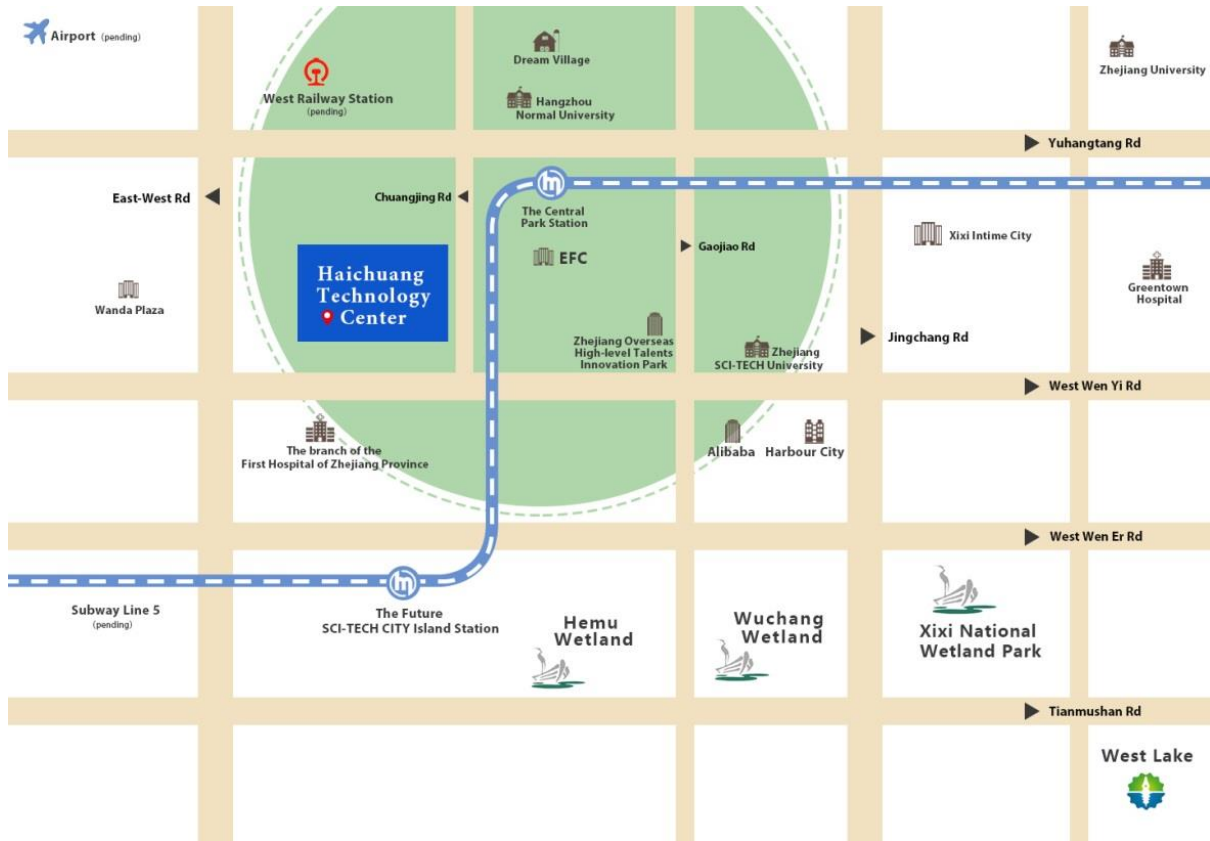 Airport (pending)
Dream Village
Zhejiang University
West Railway Station
(pending)
Hangzhou
Normal University
Yuhangtang Rd
East-West Rd
Chuangjing Rd
The Central
Park Station
Gaojiao Rd
Xixi Intime City
EFC
Haichuang
Technology
Center
Wanda Plaza
Greentown
Hospital
Zhejiang Overseas
High-level Talents
Innovation Park
Zhejiang
SCI-TECH University
Jingchang Rd
West Wen Yi Rd
The branch of the
First Hospital of Zhejiang Province
Alibaba
Harbour City
West Wen Er Rd
Subway Line 5
(pending)
The Future
SCI-TECH CITY Island Station
Hemu
Wetland
Wuchang
Wetland
Xixi National
Wetland Park
Tianmushan Rd
West Lake